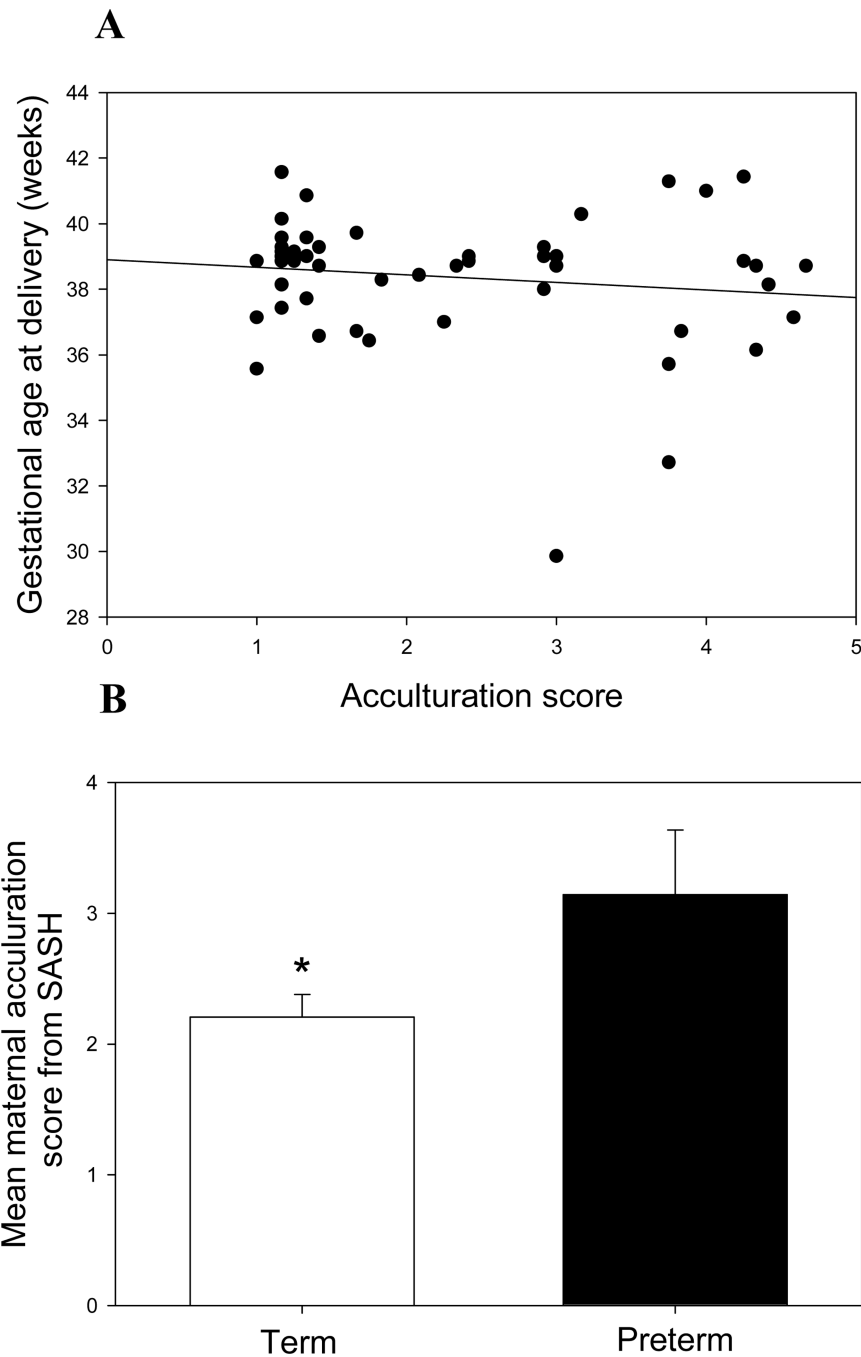 A
Gestational age at delivery (weeks)
44
42
40
38
36
34
32
30
28
0 1 2 3 4 5
Acculturation score
B
Mean maternal acculuration
score from SASH
4
3
2
1
0
*
Term Preterm